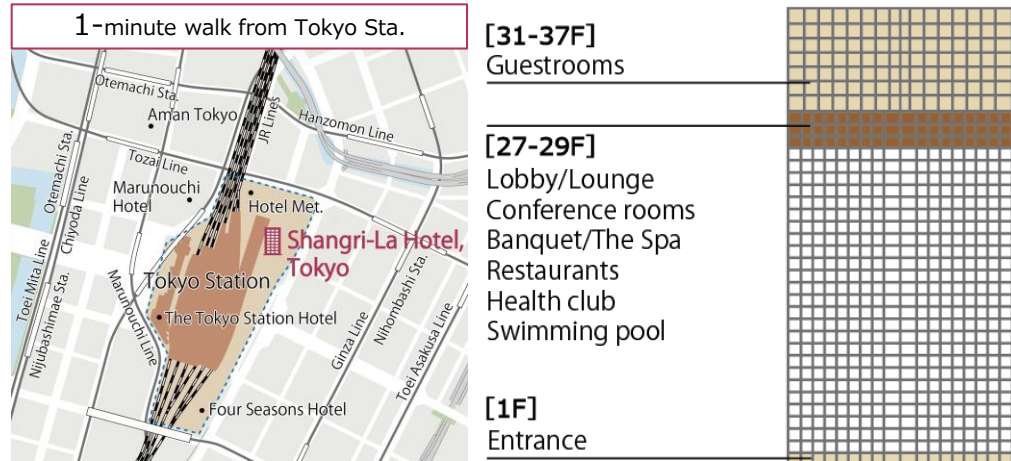 1-minute walk from Tokyo Sta.
Otemachi Sta.
Aman Tokyo
JR Lines
Hanzomon Line
Tozai Line
Otemachi Sta.
Chiyoda Line
Marunouchi
Hotel
Hotel Met.
Shangri-La Hotel,
Tokyo
Tokyo Station
Toei Mita Line
Nijubashimae Sta.
Marunouchi Line
The Tokyo Station Hotel
Ginza Line
Nihombashi Sta.
Toei Asakusa Line
Four Seasons Hotel
[31-37F]
Guestrooms
[27-29F]
Lobby/Lounge
Conference rooms
Banquet/The Spa
Restaurants
Health club
Swimming pool
[1F]
Entrance